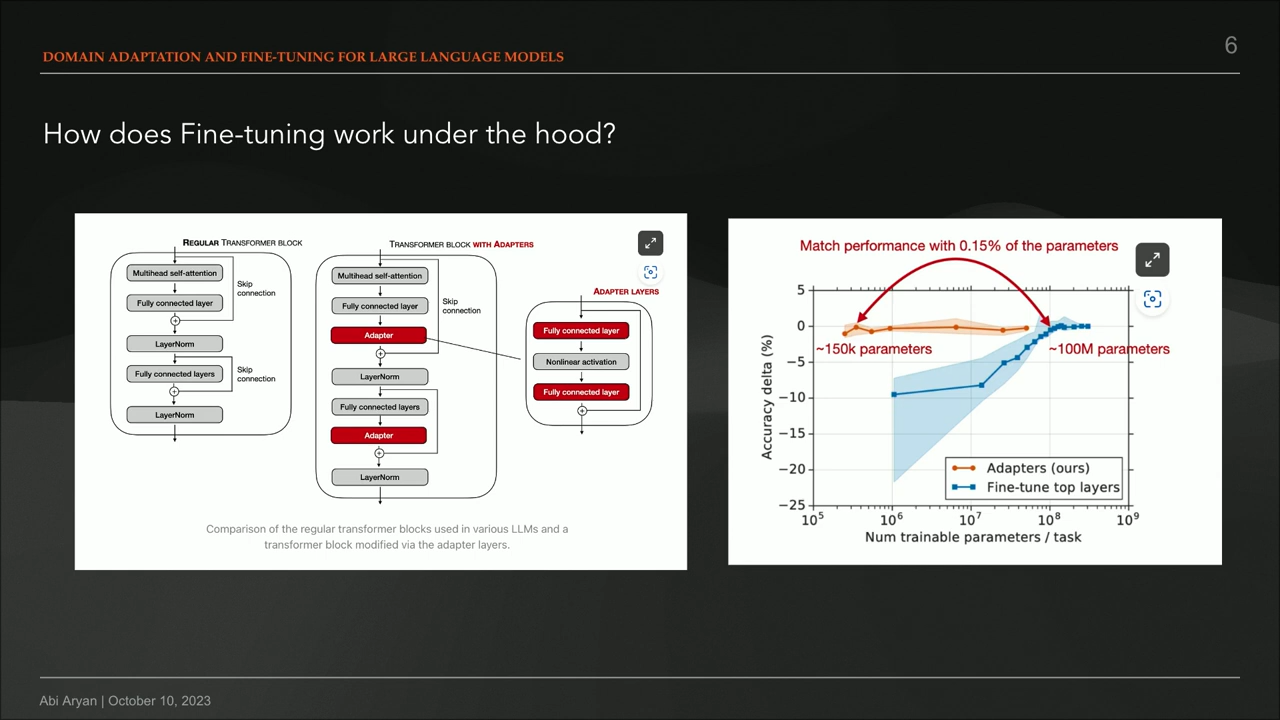 DOMAIN ADAPTATION AND FINE-TUNING FOR LARGE LANGUAGE MODELS
6
How does Fine-tuning work under the hood?
REGULAR TRANSFORMER BLOCK
Multihead self-attention
Fully connected layer
Skip
connection
+
LayerNorm
Fully connected layers
Skip
connection
+
LayerNorm
TRANSFORMER BLOCK WITH ADAPTERS
Multihead self-attention
Fully connected layer
Skip
connection
Adapter
+
LayerNorm
Fully connected layers
Adapter
+
LayerNorm
ADAPTER LAYERS
Fully connected layer
Nonlinear activation
Fully connected layer
+
Comparison of the regular transformer blocks used in various LLMs and a
transformer block modified via the adapter layers.
Match performance with 0.15% of the parameters
5
0
−5
−10
−15
−20
−25
Accuracy delta (%)
~150k parameters
~100M parameters
Adapters (ours)
Fine-tune top layers
10⁵ 10⁶ 10⁷ 10⁸ 10⁹
Num trainable parameters / task
Abi Aryan | October 10, 2023